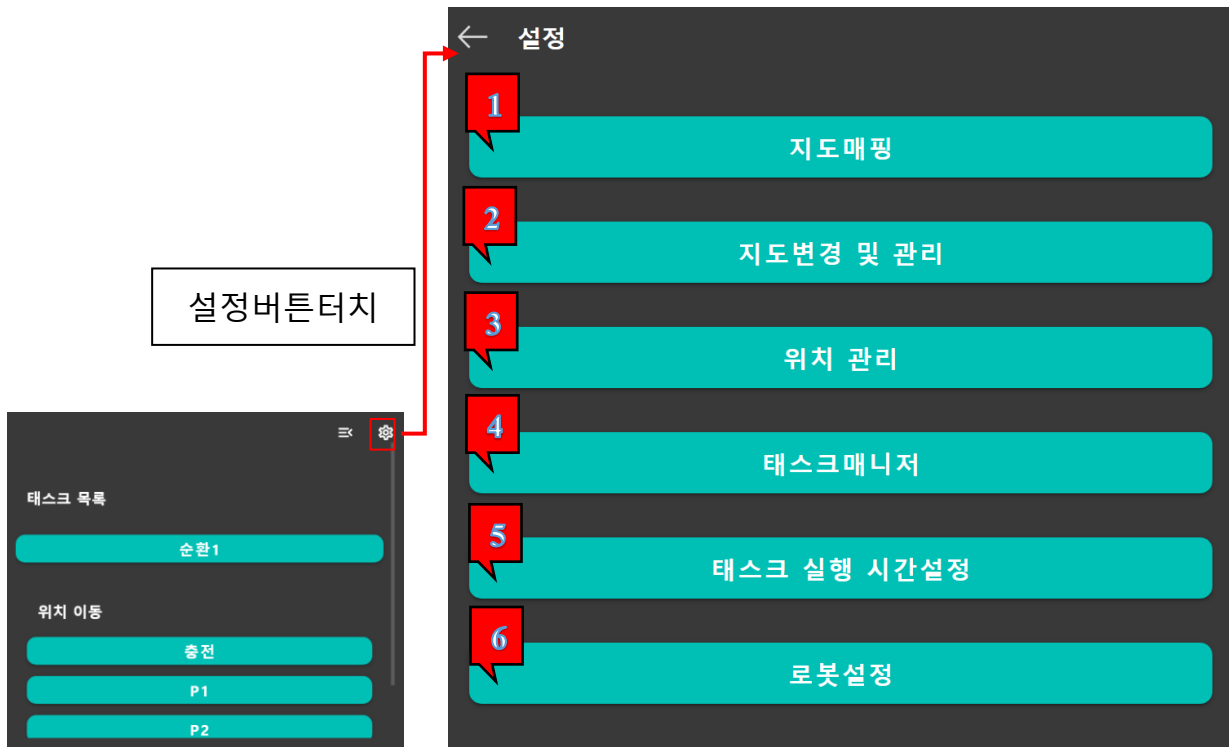 설정
1
지도매핑
2
지도변경 및 관리
설정버튼터치
3
위치 관리
4
태스크매니저
5
태스크 실행 시간설정
6
로봇설정
태스크 목록
순환1
위치 이동
충전
P1
P2